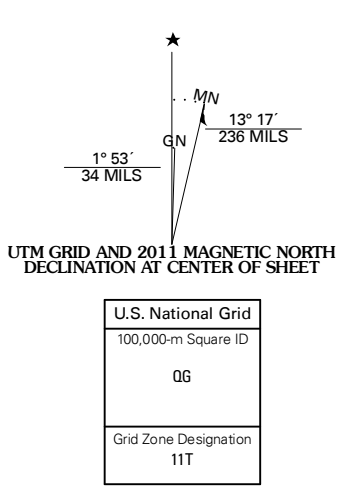 ★
MN
13° 17´
236 MILS
GN
1° 53´
34 MILS
UTM GRID AND 2011 MAGNETIC NORTH
DECLINATION AT CENTER OF SHEET
U.S. National Grid
100,000-m Square ID
QG
Grid Zone Designation
11T